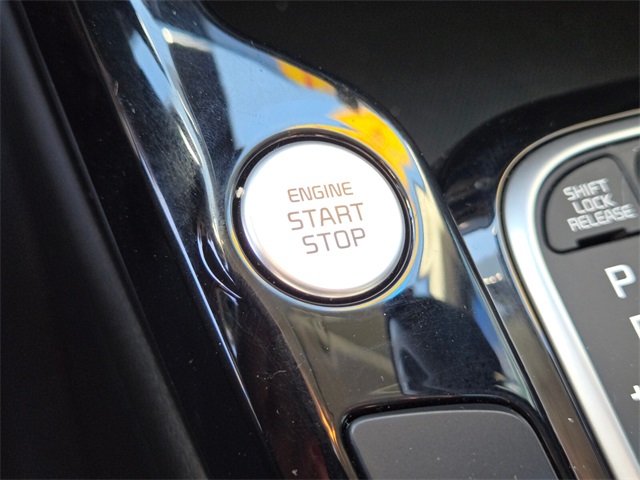 ENGINE
START
STOP
SHIFT
LOCK
RELEASE
P